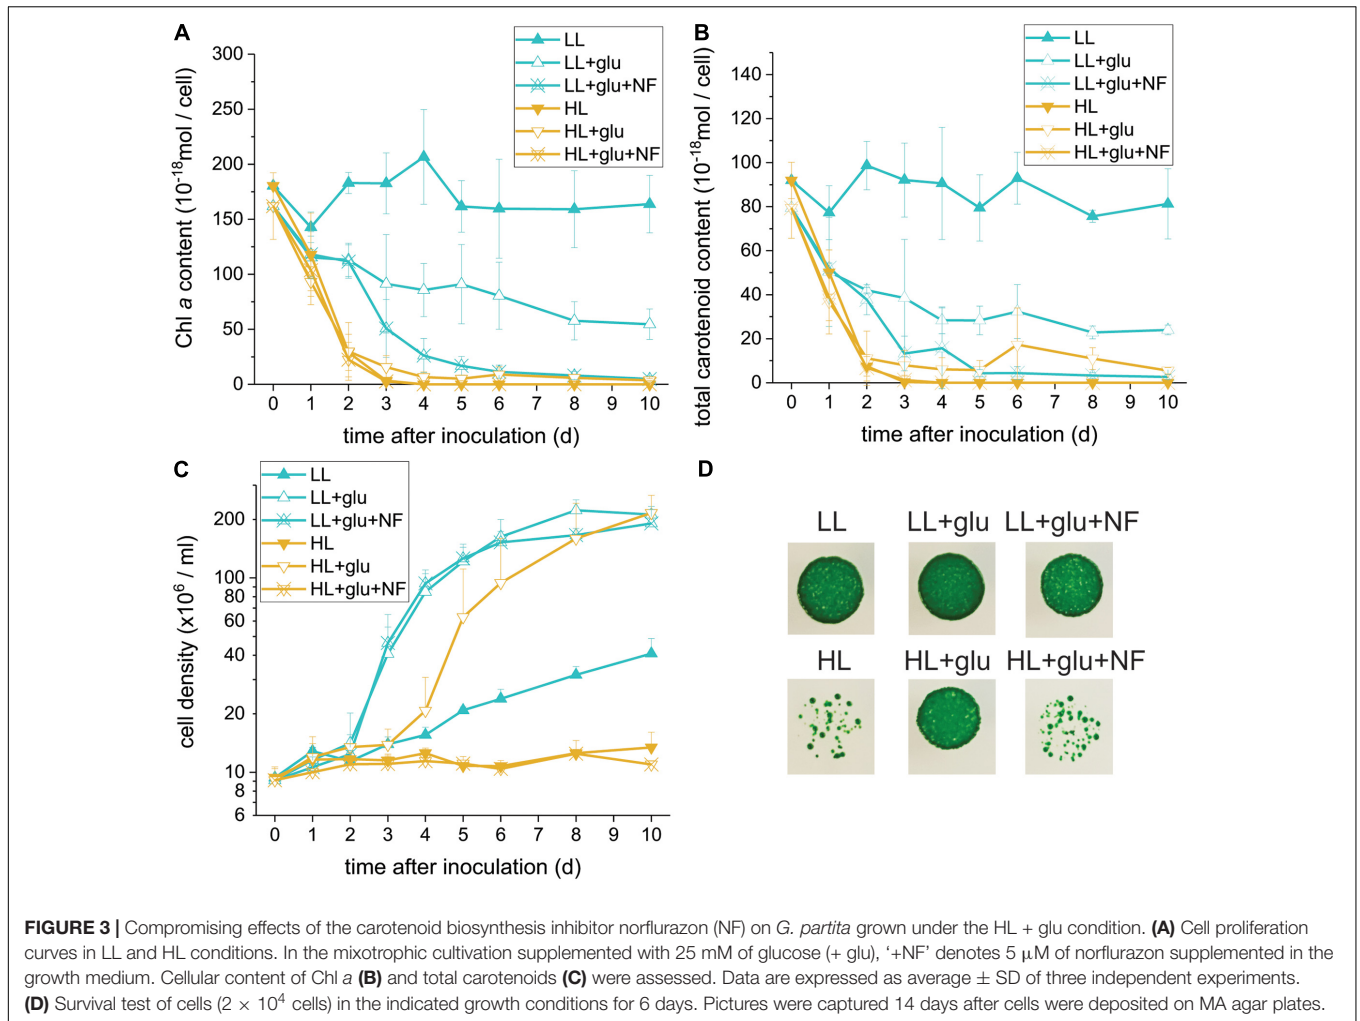 A
300
250
200
150
100
50
0
Chl a content (10-18mol / cell)
LL
LL+glu
LL+glu+NF
HL
HL+glu
HL+glu+NF
0 1 2 3 4 5 6 7 8 9 10
time after inoculation (d)
B
140
120
100
80
60
40
20
0
total carotenoid content (10-18mol / cell)
LL
LL+glu
LL+glu+NF
HL
HL+glu
HL+glu+NF
0 1 2 3 4 5 6 7 8 9 10
time after inoculation (d)
C
200
100
80
60
40
20
10
8
6
cell density (x10⁶ / ml)
LL
LL+glu
LL+glu+NF
HL
HL+glu
HL+glu+NF
0 1 2 3 4 5 6 7 8 9 10
time after inoculation (d)
D
LL LL+glu LL+glu+NF
HL HL+glu HL+glu+NF
FIGURE 3 | Compromising effects of the carotenoid biosynthesis inhibitor norflurazon (NF) on G. partita grown under the HL + glu condition. (A) Cell proliferation
curves in LL and HL conditions. In the mixotrophic cultivation supplemented with 25 mM of glucose (+ glu), '+NF' denotes 5 μM of norflurazon supplemented in the
growth medium. Cellular content of Chl a (B) and total carotenoids (C) were assessed. Data are expressed as average ± SD of three independent experiments.
(D) Survival test of cells (2 × 10⁴ cells) in the indicated growth conditions for 6 days. Pictures were captured 14 days after cells were deposited on MA agar plates.